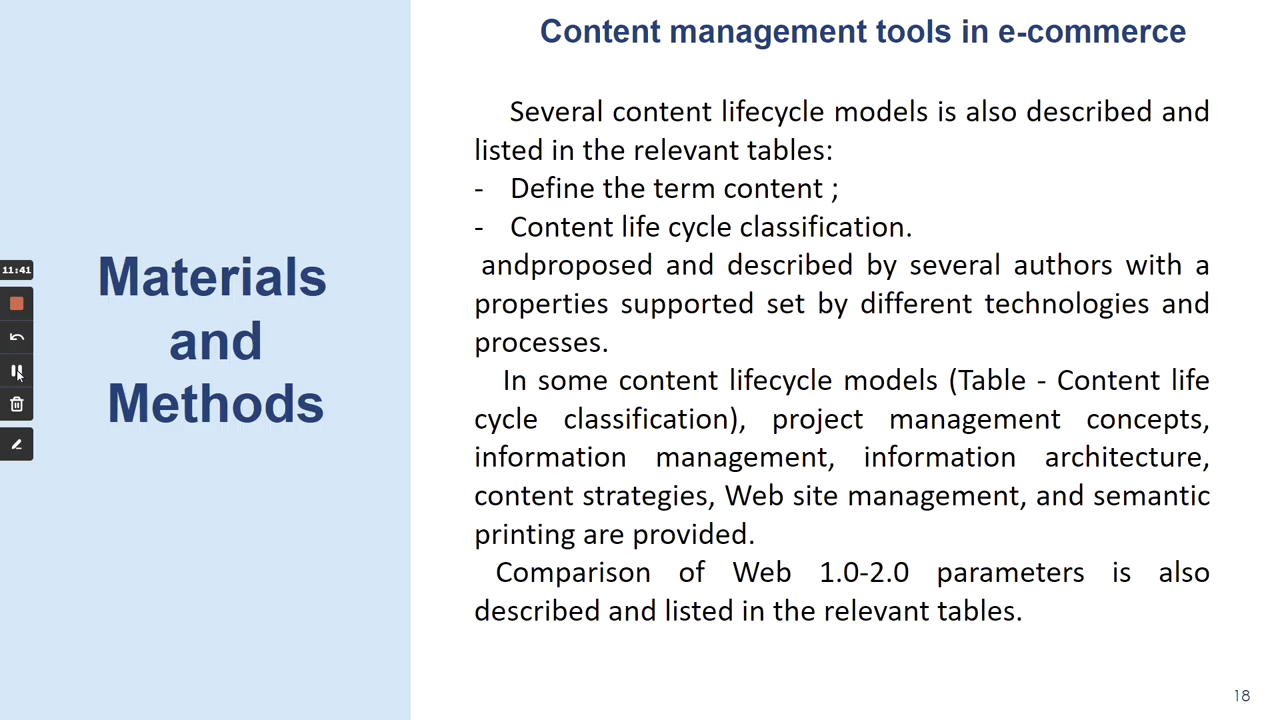 Content management tools in e-commerce
Several content lifecycle models is also described and
listed in the relevant tables:
- Define the term content ;
- Content life cycle classification.
andproposed and described by several authors with a
properties supported set by different technologies and
processes.
In some content lifecycle models (Table - Content life
cycle classification), project management concepts,
information management, information architecture,
content strategies, Web site management, and semantic
printing are provided.
Comparison of Web 1.0-2.0 parameters is also
described and listed in the relevant tables.
Materials
and
Methods
11:41
18